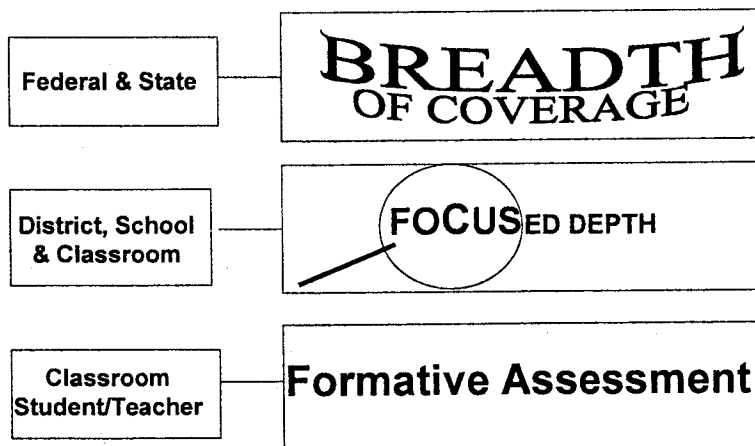 Federal & State
BREADTH
OF COVERAGE
District, School
& Classroom
FOCUSED DEPTH
Classroom
Student/Teacher
Formative Assessment